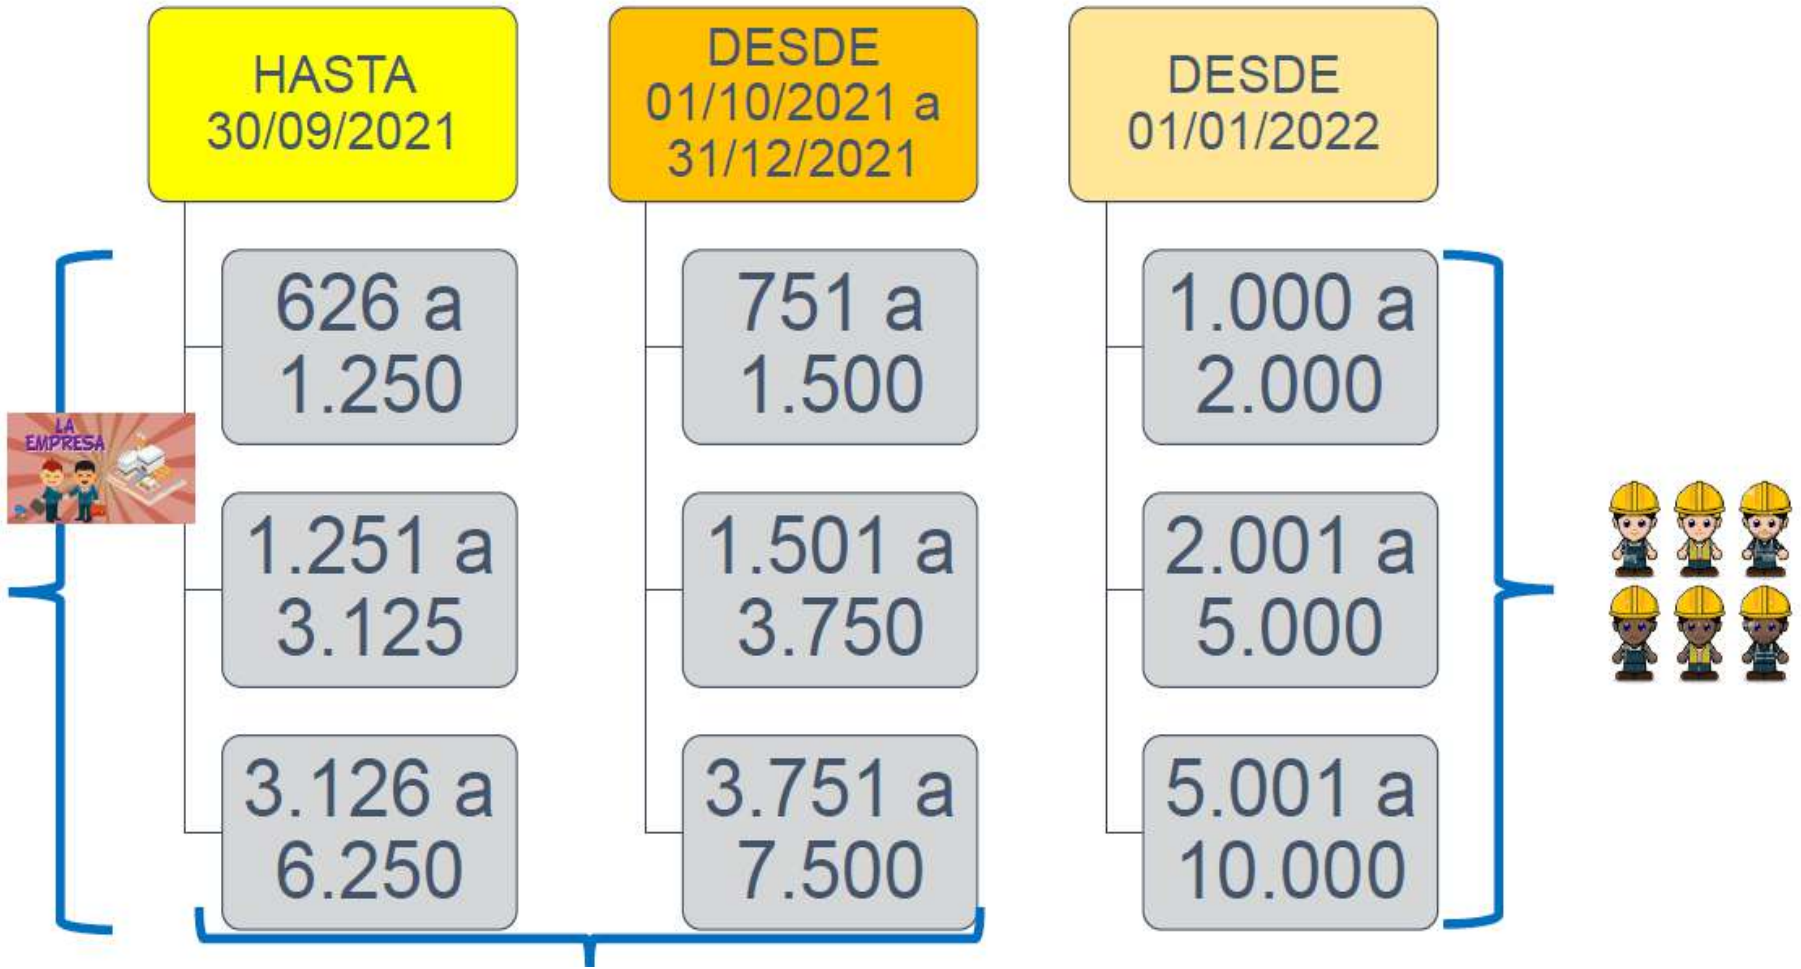 HASTA
30/09/2021
626 a
1.250
1.251 a
3.125
3.126 a
6.250
DESDE
01/10/2021 a
31/12/2021
751 a
1.500
1.501 a
3.750
3.751 a
7.500
DESDE
01/01/2022
1.000 a
2.000
2.001 a
5.000
5.001 a
10.000
LA
EMPRESA